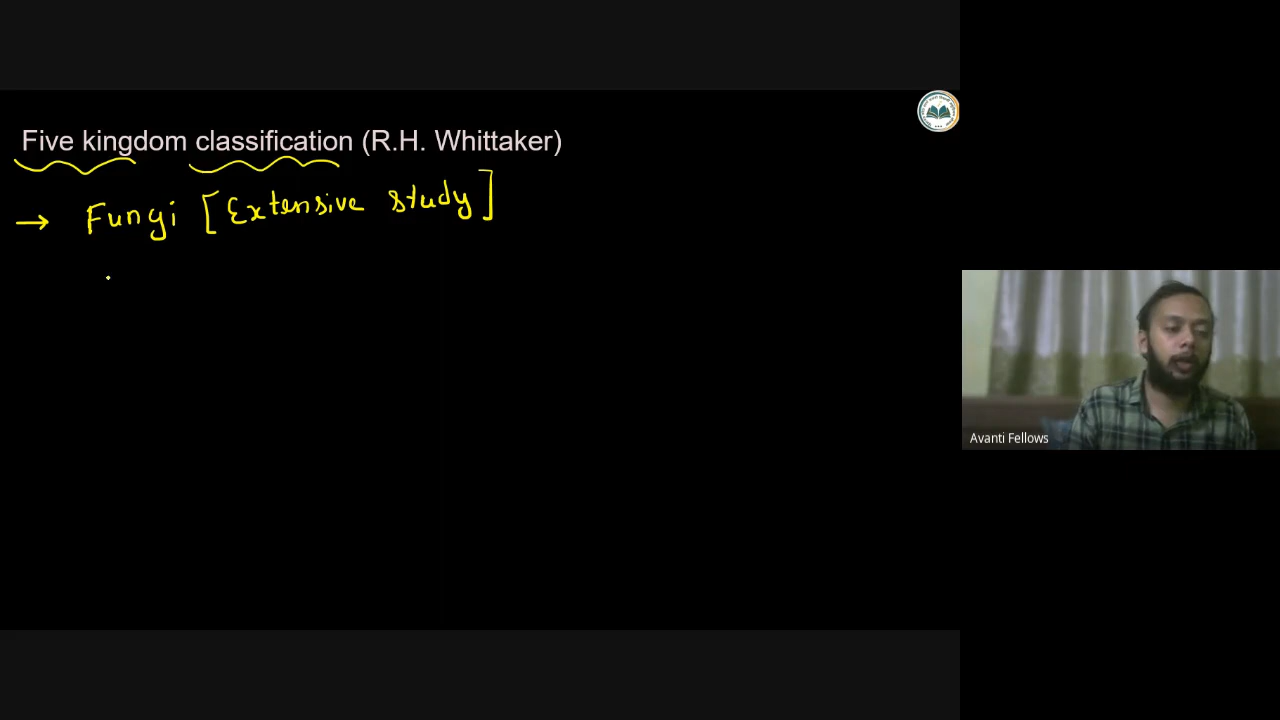 Five kingdom classification (R.H. Whittaker)
→ Fungi [Extensive study]
Avanti Fellows